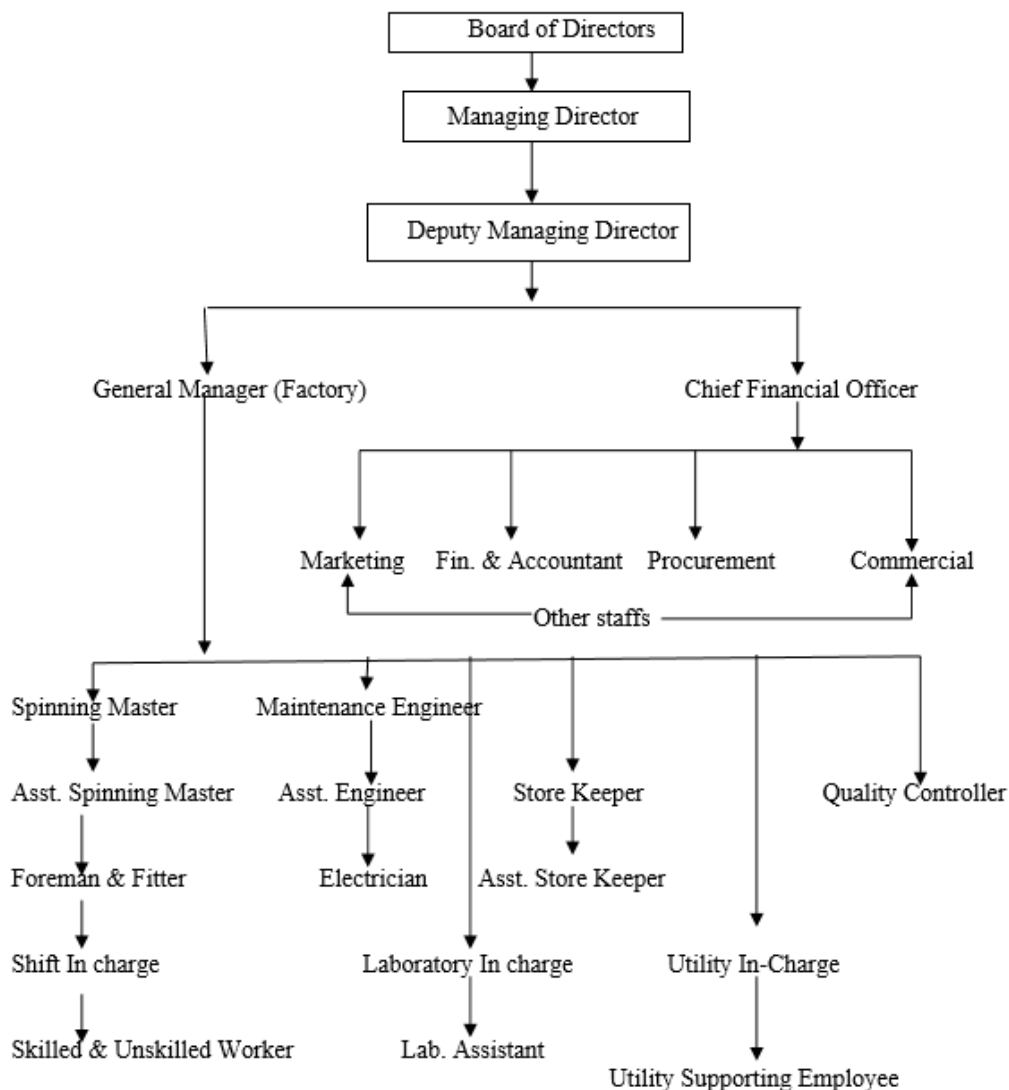 Board of Directors
Managing Director
Deputy Managing Director
General Manager (Factory)
Chief Financial Officer
Marketing
Fin. & Accountant
Procurement
Commercial
Other staffs
Spinning Master
Maintenance Engineer
Asst. Spinning Master
Asst. Engineer
Store Keeper
Quality Controller
Foreman & Fitter
Electrician
Asst. Store Keeper
Shift In charge
Laboratory In charge
Utility In-Charge
Skilled & Unskilled Worker
Lab. Assistant
Utility Supporting Employee